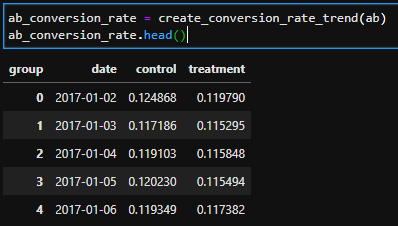 ab_conversion_rate = create_conversion_rate_trend(ab)
ab_conversion_rate.head()
group date control treatment
0 2017-01-02 0.124868 0.119790
1 2017-01-03 0.117186 0.115295
2 2017-01-04 0.119103 0.115848
3 2017-01-05 0.120230 0.115494
4 2017-01-06 0.119349 0.117382